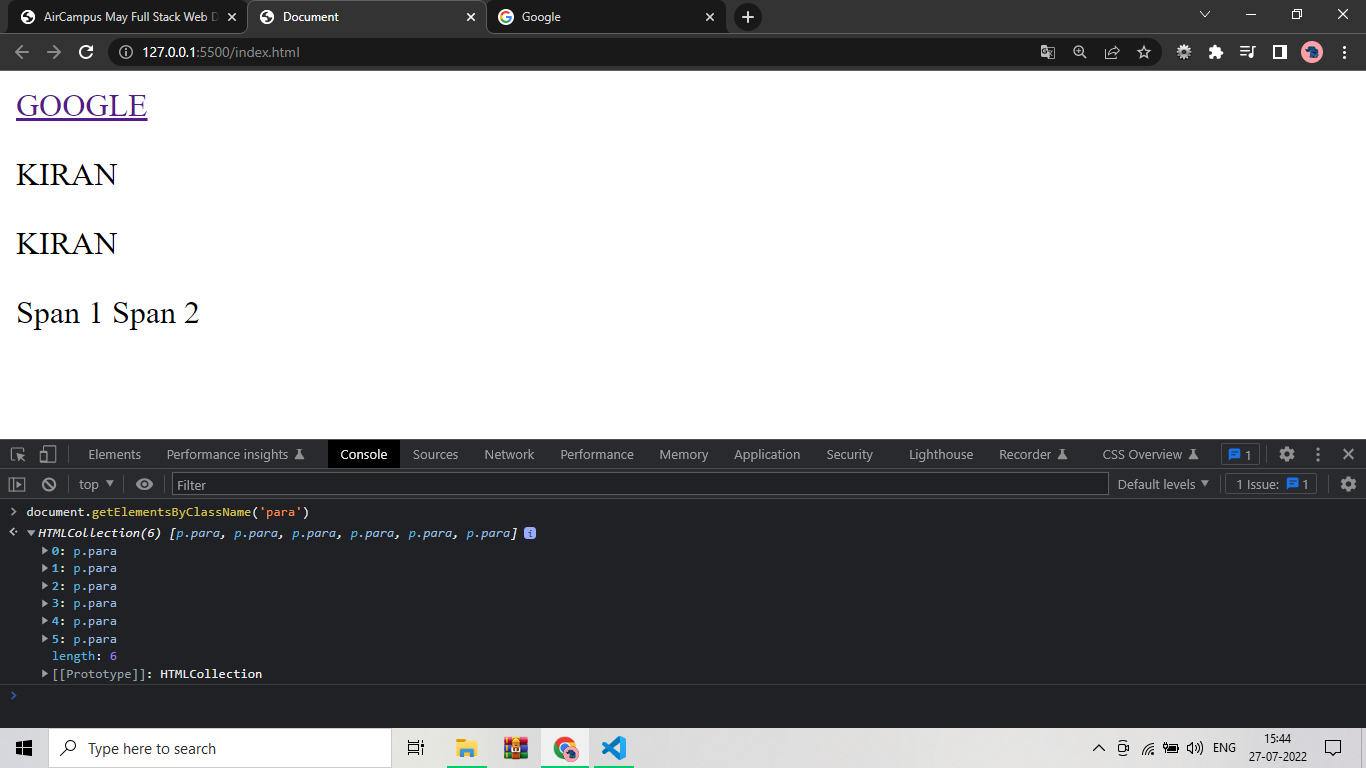 AirCampus May Full Stack Web D
Document
Google
127.0.0.1:5500/index.html
GOOGLE
KIRAN
KIRAN
Span 1 Span 2
Elements Performance insights Console Sources Network Performance Memory Application Security Lighthouse Recorder CSS Overview 1
top Filter Default levels 1 Issue: 1
document.getElementsByClassName('para')
HTMLCollection(6) [p.para, p.para, p.para, p.para, p.para, p.para] i
0: p.para
1: p.para
2: p.para
3: p.para
4: p.para
5: p.para
length: 6
[[Prototype]]: HTMLCollection
Type here to search
ENG
15:44
27-07-2022